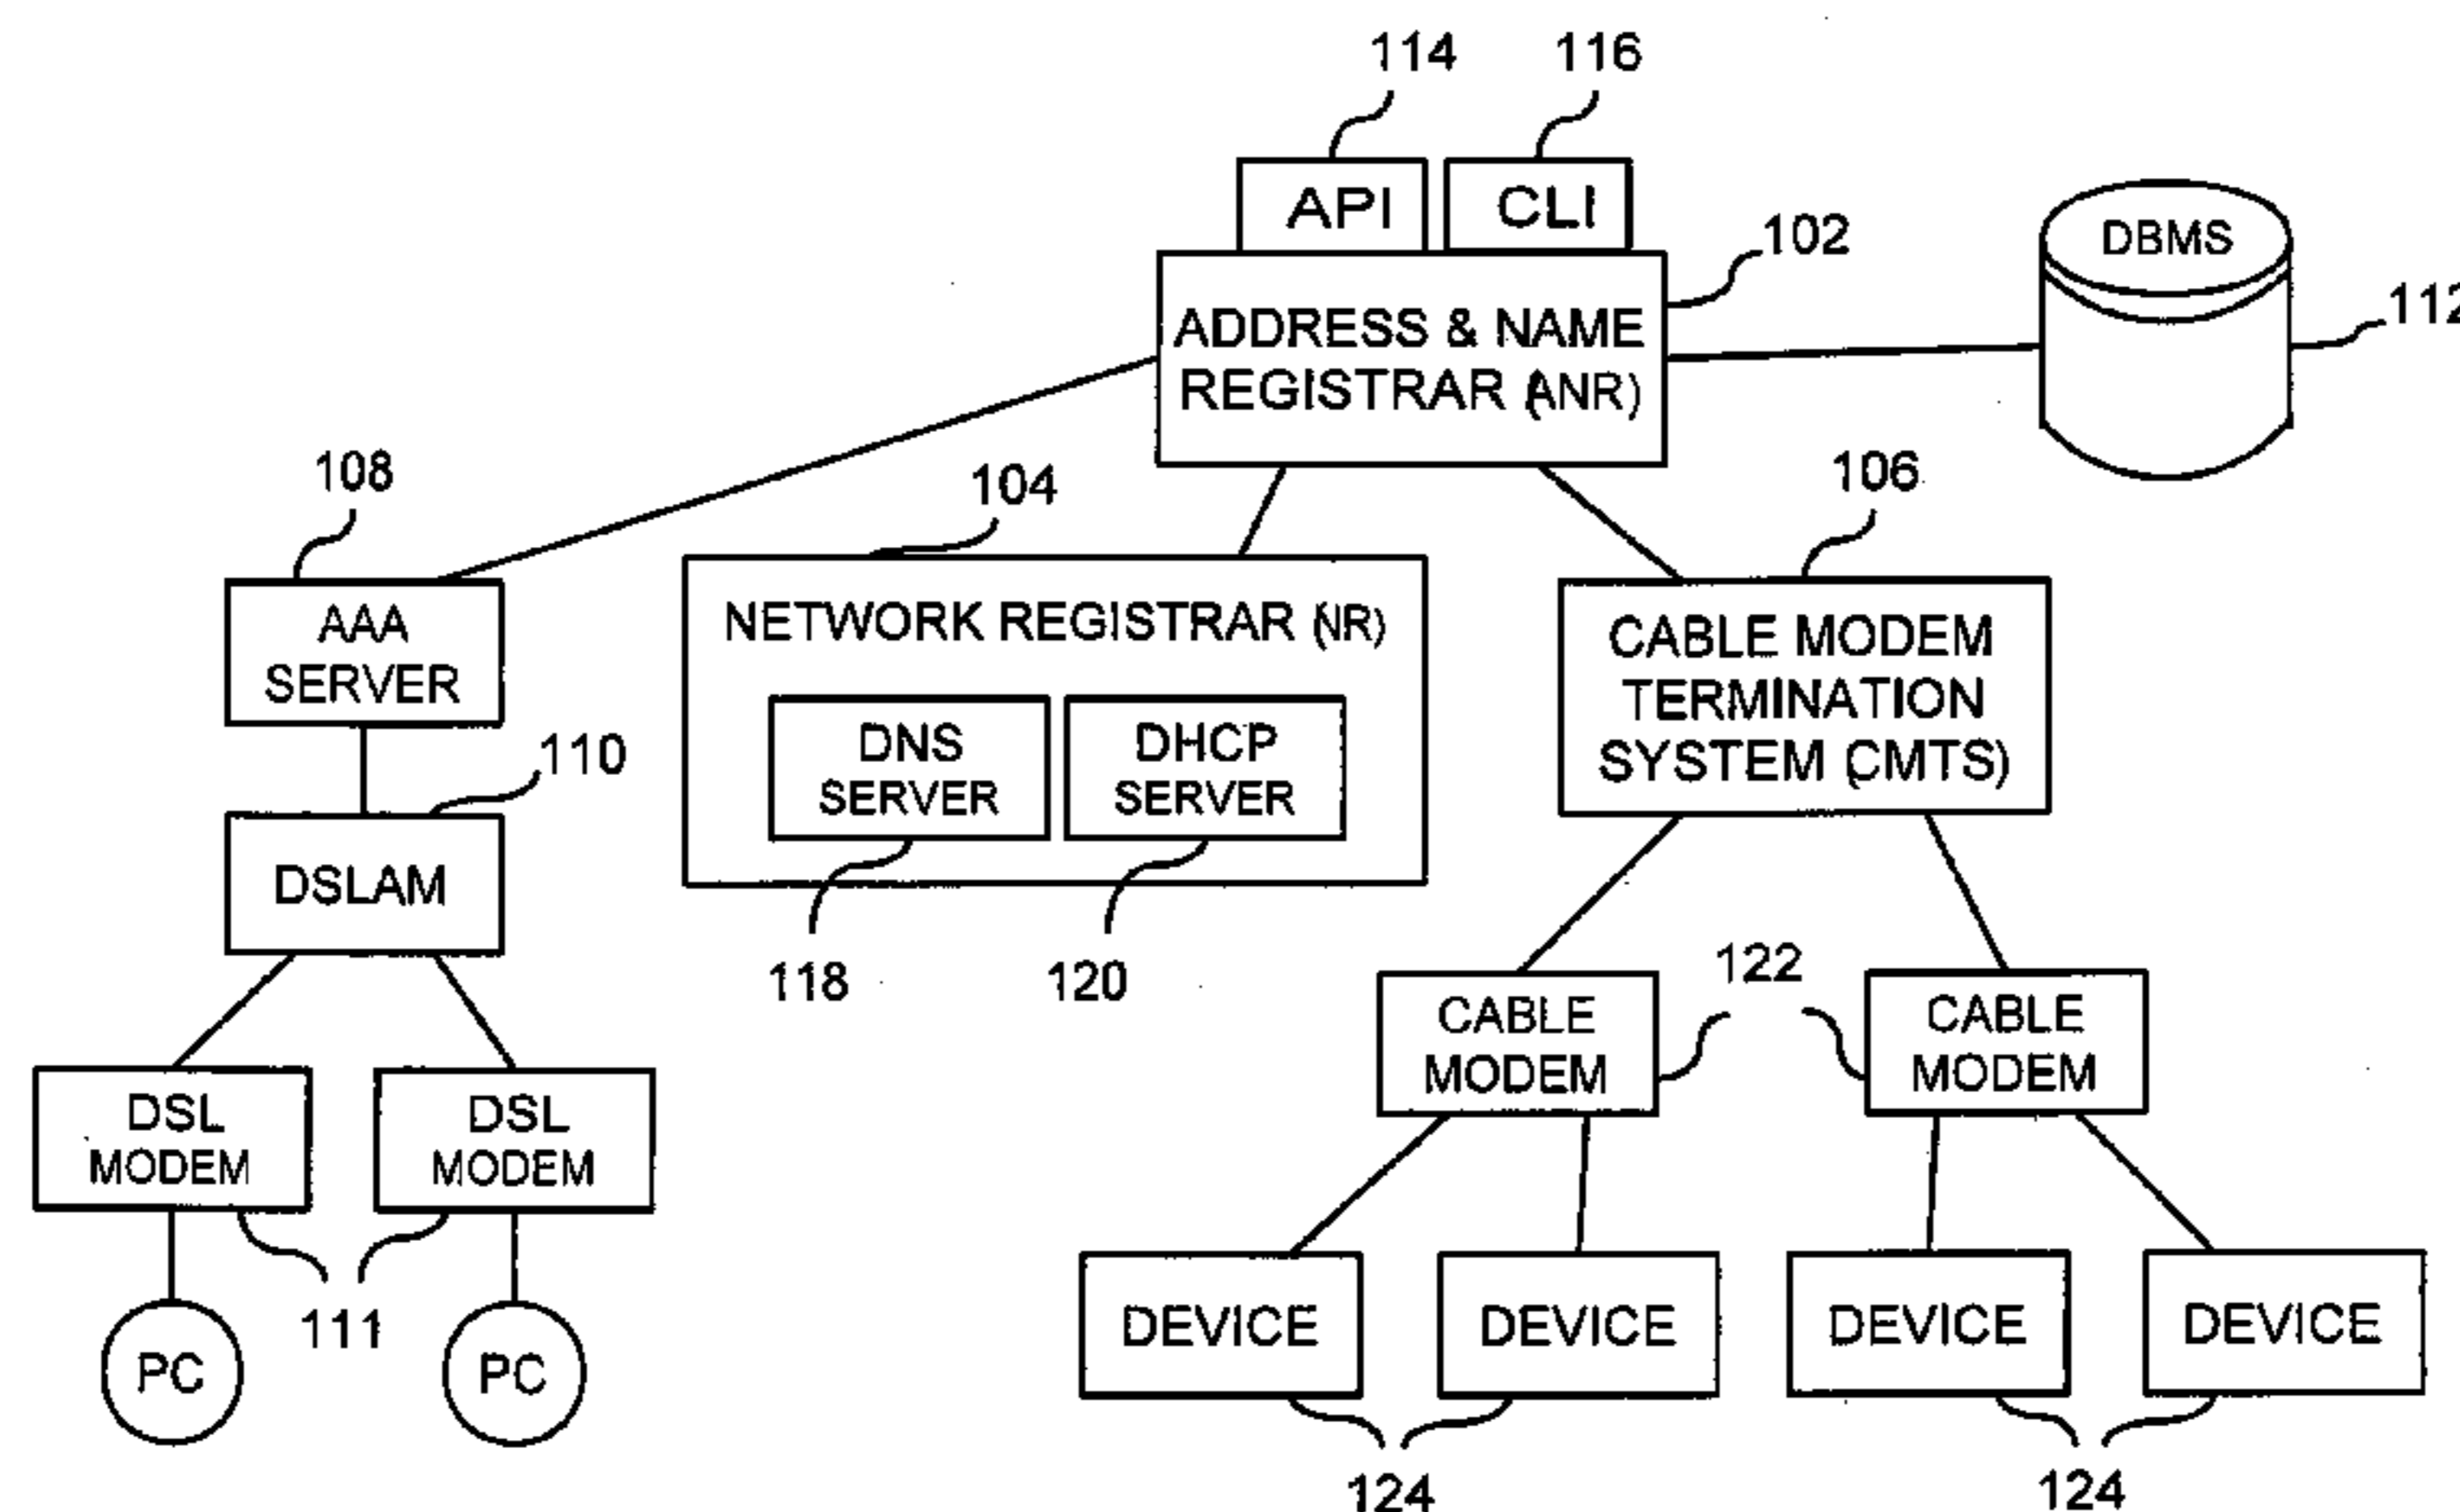 114
116
API
CLI
102
DBMS
112
ADDRESS & NAME
REGISTRAR (ANR)
108
104
106
AAA
SERVER
NETWORK REGISTRAR (NR)
CABLE MODEM
TERMINATION
SYSTEM (CMTS)
DNS
SERVER
DHCP
SERVER
110
DSLAM
118
120
122
CABLE
MODEM
CABLE
MODEM
DSL
MODEM
DSL
MODEM
111
PC
PC
DEVICE
DEVICE
DEVICE
DEVICE
124
124